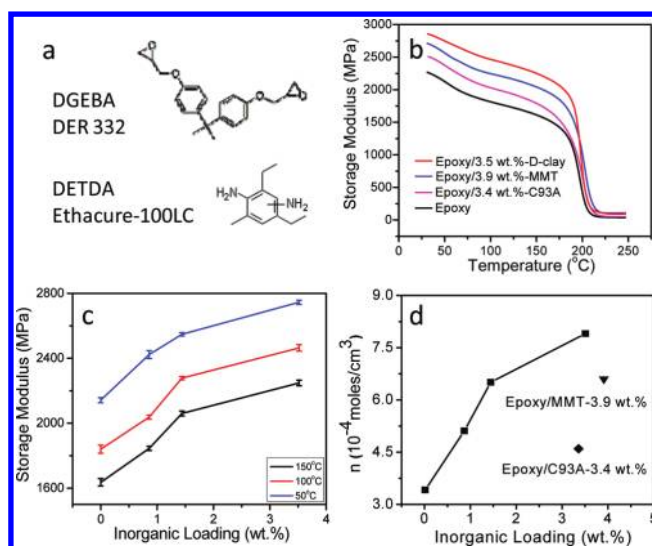 a
DGEBA
DER 332
O
O
O
O
DETDA
Ethacure-100LC
H₂N
NH₂
b
Storage Modulus (MPa)
3000
2500
2000
1500
1000
500
0
Epoxy/3.5 wt.%-D-clay
Epoxy/3.9 wt.%-MMT
Epoxy/3.4 wt.%-C93A
Epoxy
0 50 100 150 200 250
Temperature (°C)
c
Storage Modulus (MPa)
2800
2400
2000
1600
150°C
100°C
50°C
0 1 2 3 4
Inorganic Loading (wt.%)
d
n (10⁻⁴moles/cm³)
9.0
7.5
6.0
4.5
3.0
Epoxy/MMT-3.9 wt.%
Epoxy/C93A-3.4 wt.%
0 1 2 3 4 5
Inorganic Loading (wt.%)